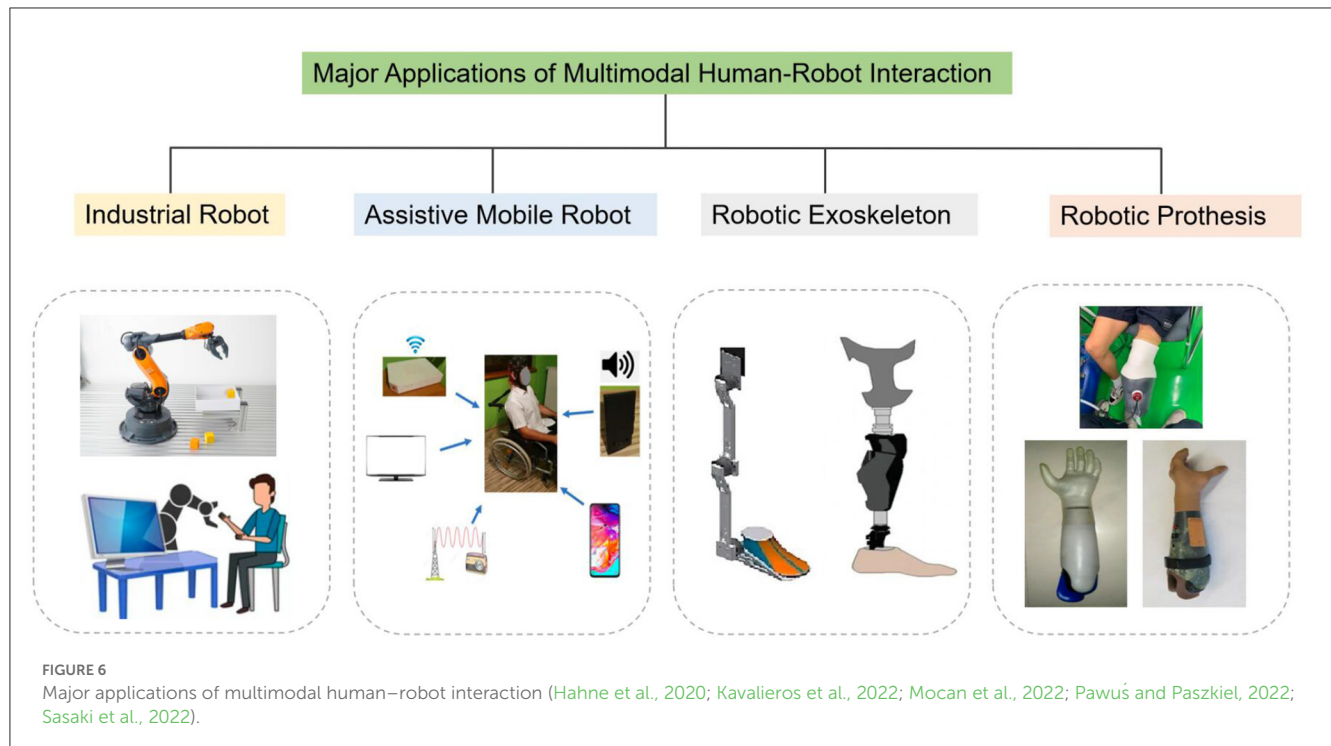 Major Applications of Multimodal Human-Robot Interaction
Industrial Robot
Assistive Mobile Robot
Robotic Exoskeleton
Robotic Prothesis
FIGURE 6
Major applications of multimodal human–robot interaction (Hahne et al., 2020; Kavalieros et al., 2022; Mocan et al., 2022; Pawuś and Paszkiel, 2022;
Sasaki et al., 2022).